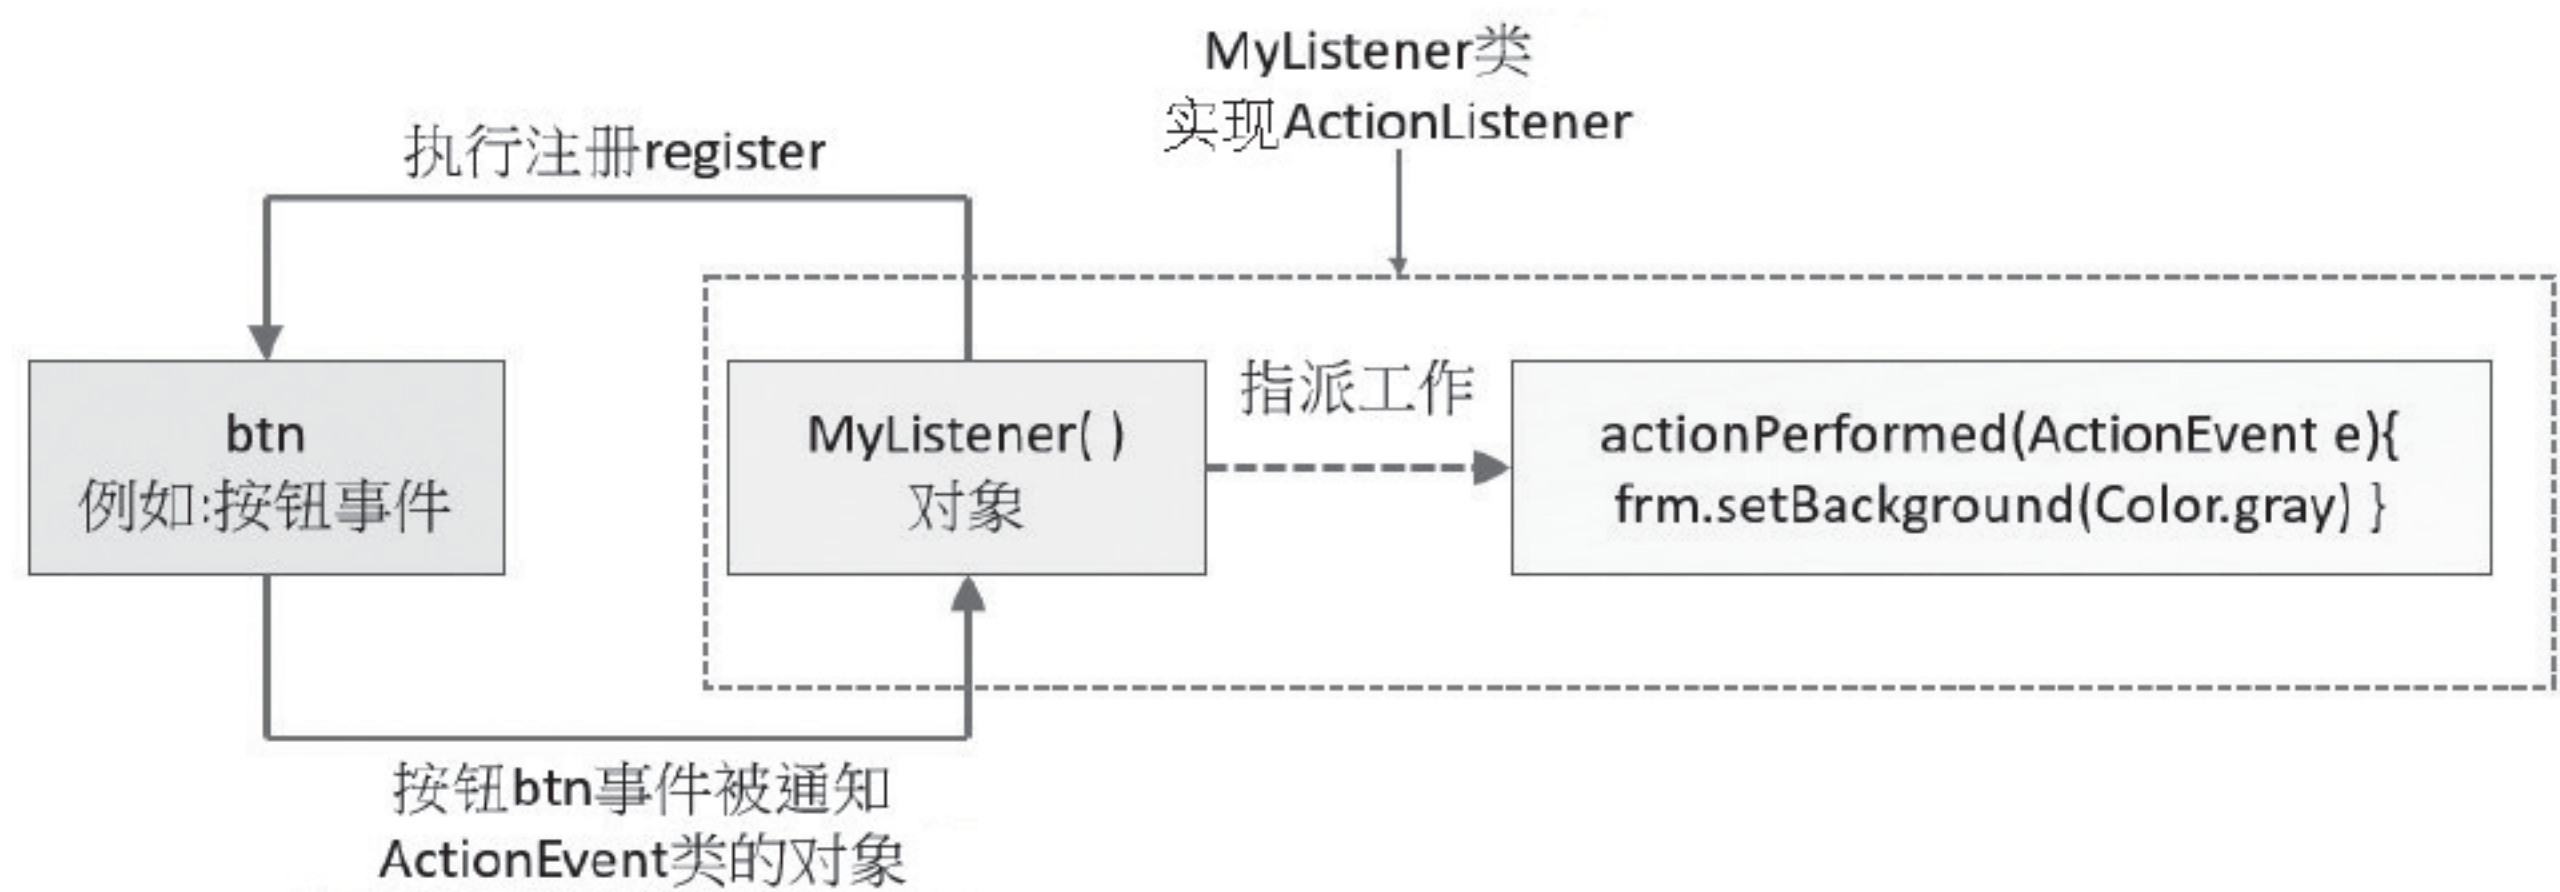 MyListener类
实现ActionListener
执行注册register
btn
例如:按钮事件
MyListener( )
对象
指派工作
actionPerformed(ActionEvent e){
frm.setBackground(Color.gray) }
按钮btn事件被通知
ActionEvent类的对象